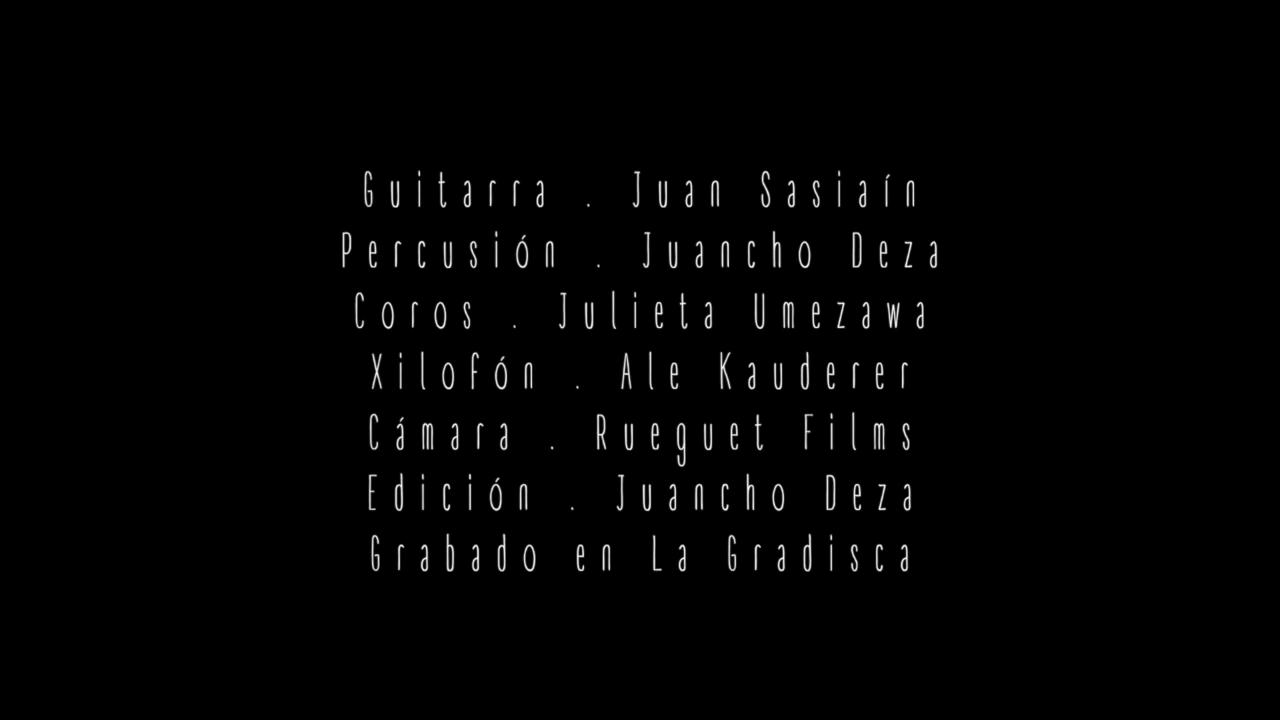 Guitarra . Juan Sasiaín
Percusión . Juancho Deza
Coros . Julieta Umezawa
Xilofón . Ale Kauderer
Cámara . Rueguet Films
Edición . Juancho Deza
Grabado en La Gradisca